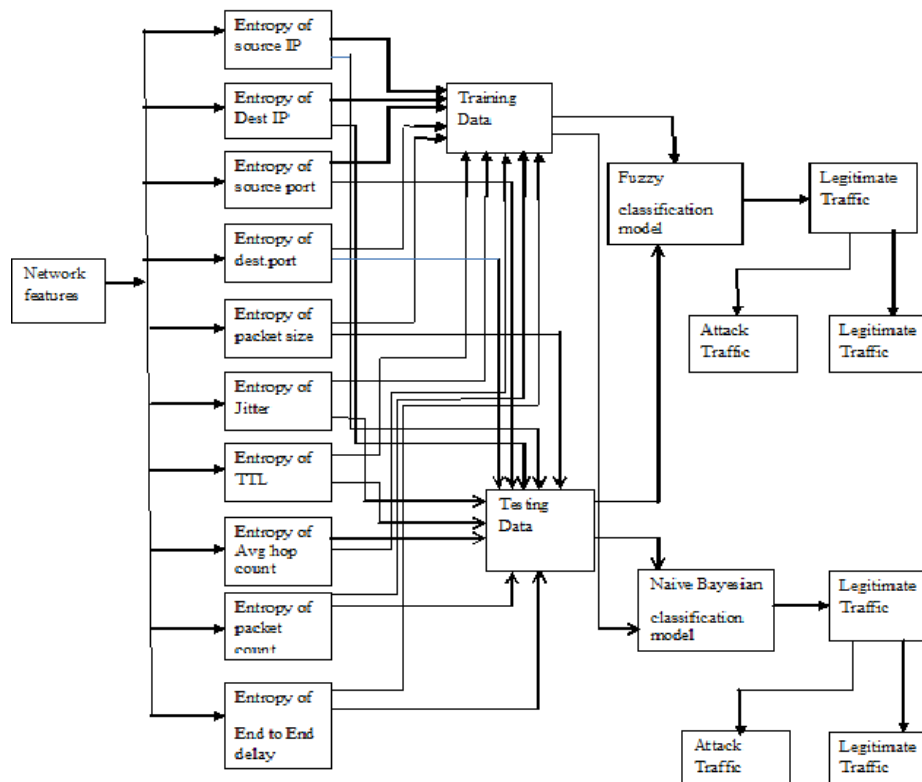 Network
features
Entropy of
source IP
Entropy of
Dest IP
Entropy of
source port
Entropy of
dest.port
Entropy of
packet size
Entropy of
Jitter
Entropy of
TTL
Entropy of
Avg hop
count
Entropy of
packet
count
Entropy of
End to End
delay
Training
Data
Testing
Data
Fuzzy
classification
model
Legitimate
Traffic
Attack
Traffic
Legitimate
Traffic
Naive Bayesian
classification
model
Legitimate
Traffic
Attack
Traffic
Legitimate
Traffic